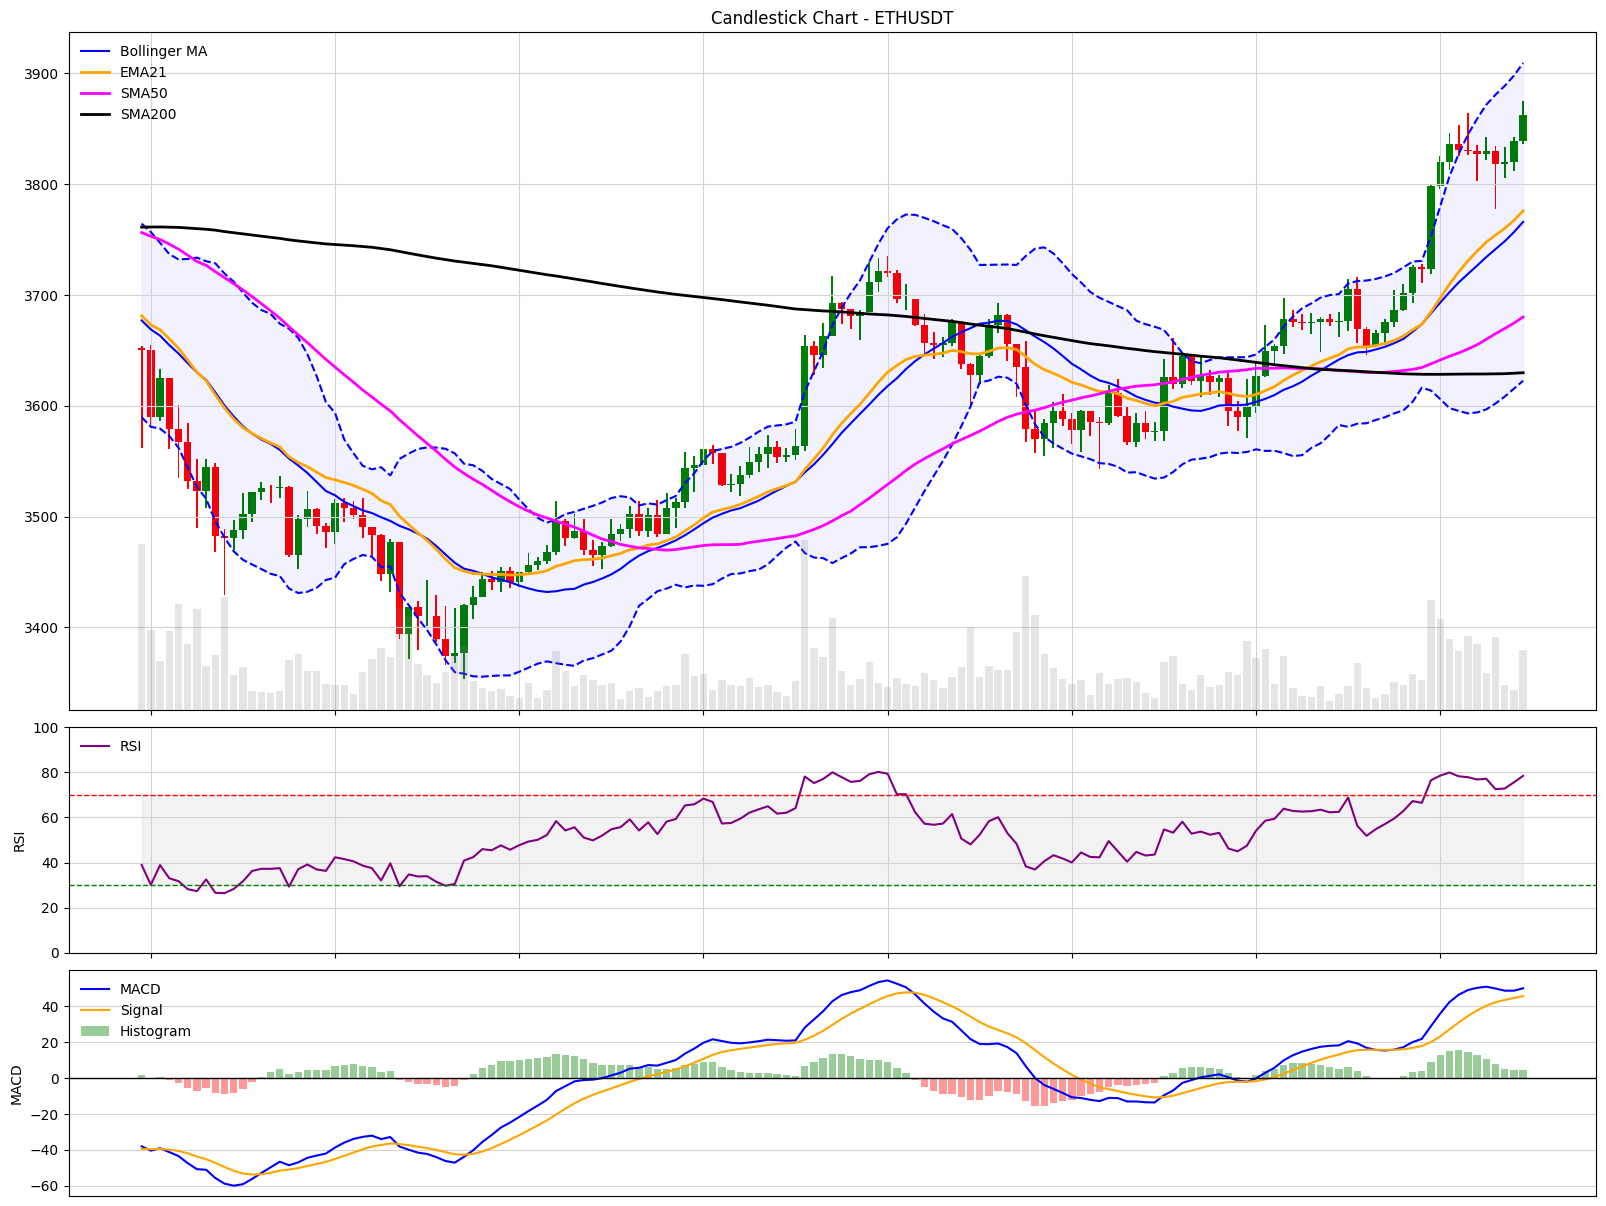 Candlestick Chart - ETHUSDT
Bollinger MA
EMA21
SMA50
SMA200
3900
3800
3700
3600
3500
3400
RSI
100
80
60
40
20
0
RSI
MACD
Signal
Histogram
40
20
0
−20
−40
−60
MACD